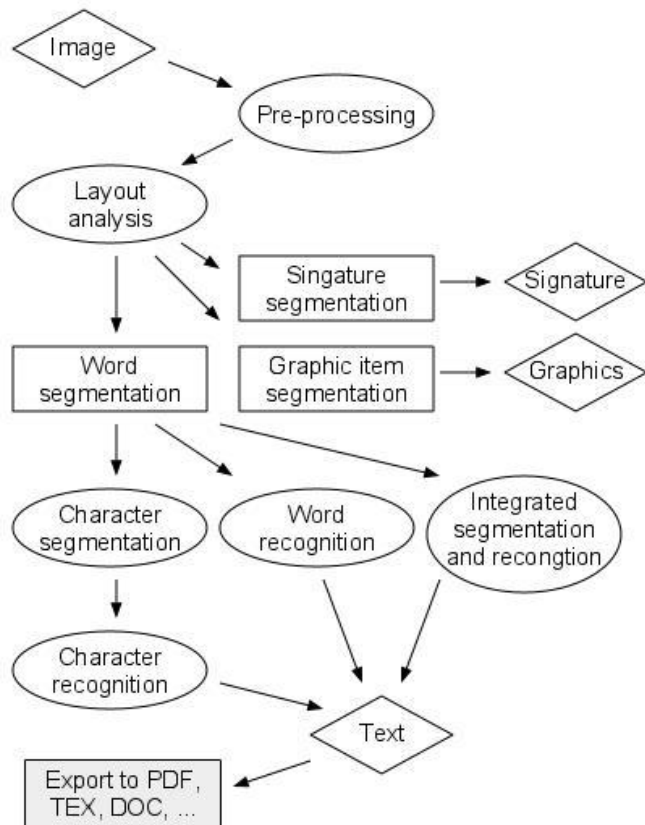 Image
Pre-processing
Layout
analysis
Singature
segmentation
Signature
Word
segmentation
Graphic item
segmentation
Graphics
Character
segmentation
Word
recognition
Integrated
segmentation
and recongtion
Character
recognition
Text
Export to PDF,
TEX, DOC, ...